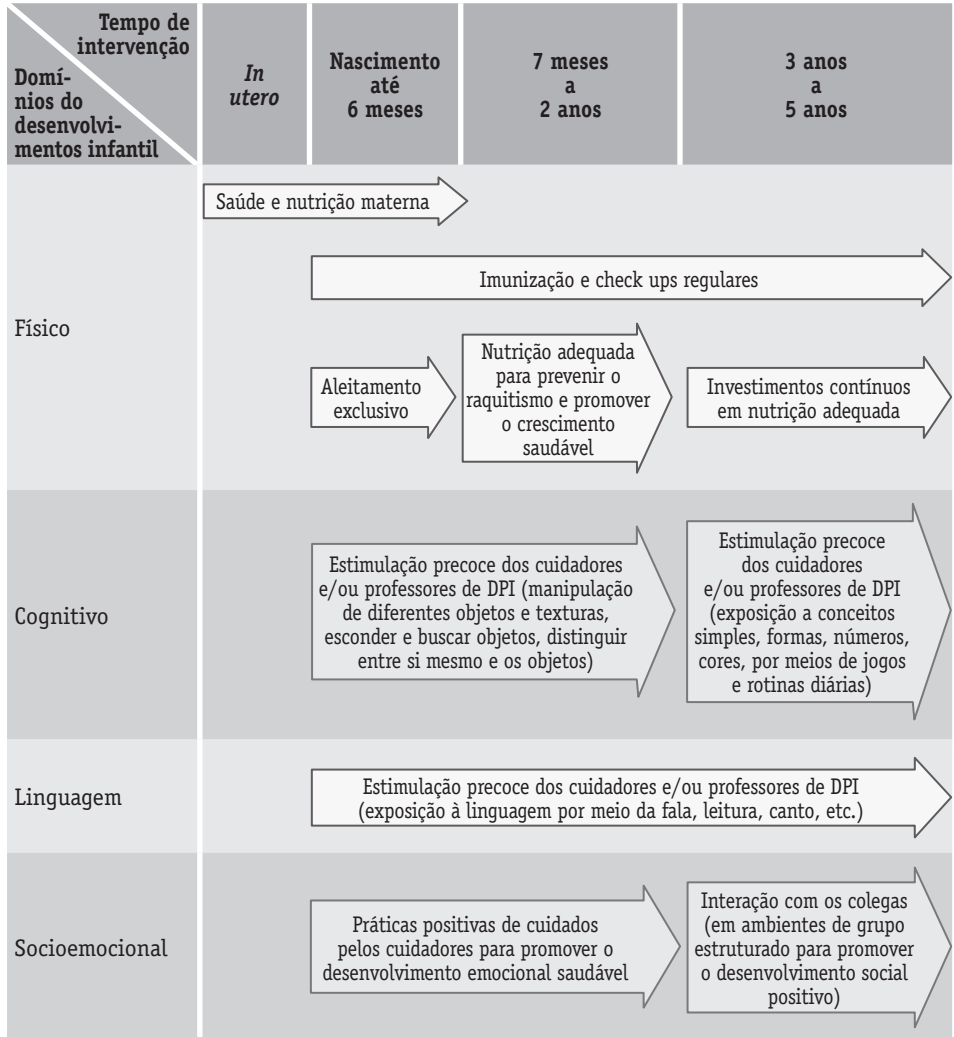 Tempo de
intervenção
Domí-
nios do
desenvolvi-
mentos infantil
In
utero
Nascimento
até
6 meses
7 meses
a
2 anos
3 anos
a
5 anos
Físico
Saúde e nutrição materna
Imunização e check ups regulares
Aleitamento
exclusivo
Nutrição adequada
para prevenir o
raquitismo e promover
o crescimento
saudável
Investimentos contínuos
em nutrição adequada
Cognitivo
Estimulação precoce dos cuidadores
e/ou professores de DPI (manipulação
de diferentes objetos e texturas,
esconder e buscar objetos, distinguir
entre si mesmo e os objetos)
Estimulação precoce
dos cuidadores
e/ou professores de DPI
(exposição a conceitos
simples, formas, números,
cores, por meios de jogos
e rotinas diárias)
Linguagem
Estimulação precoce dos cuidadores e/ou professores de DPI
(exposição à linguagem por meio da fala, leitura, canto, etc.)
Socioemocional
Práticas positivas de cuidados
pelos cuidadores para promover o
desenvolvimento emocional saudável
Interação com os colegas
(em ambientes de grupo
estruturado para promover
o desenvolvimento social
positivo)